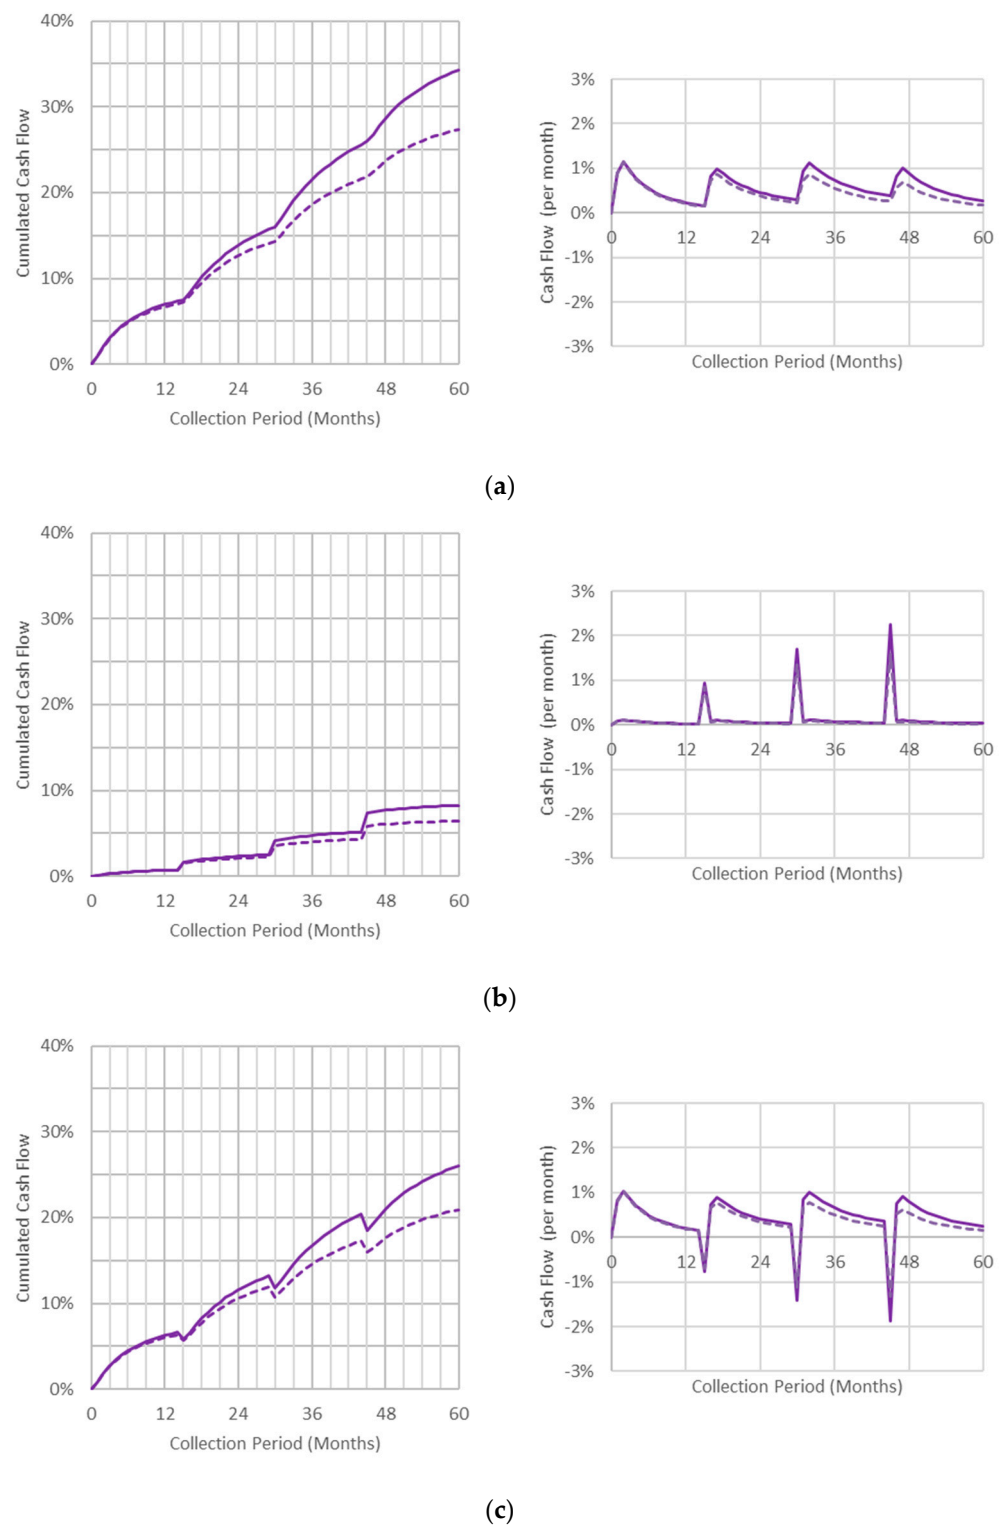 40%
30%
20%
10%
0%
Cumulated Cash Flow
0 12 24 36 48 60
Collection Period (Months)
3%
2%
1%
0%
-1%
-2%
-3%
Cash Flow (per month)
0 12 24 36 48 60
Collection Period (Months)
(a)
40%
30%
20%
10%
0%
Cumulated Cash Flow
0 12 24 36 48 60
Collection Period (Months)
3%
2%
1%
0%
-1%
-2%
-3%
Cash Flow (per month)
0 12 24 36 48 60
Collection Period (Months)
(b)
40%
30%
20%
10%
0%
Cumulated Cash Flow
0 12 24 36 48 60
Collection Period (Months)
3%
2%
1%
0%
-1%
-2%
-3%
Cash Flow (per month)
0 12 24 36 48 60
Collection Period (Months)
(c)